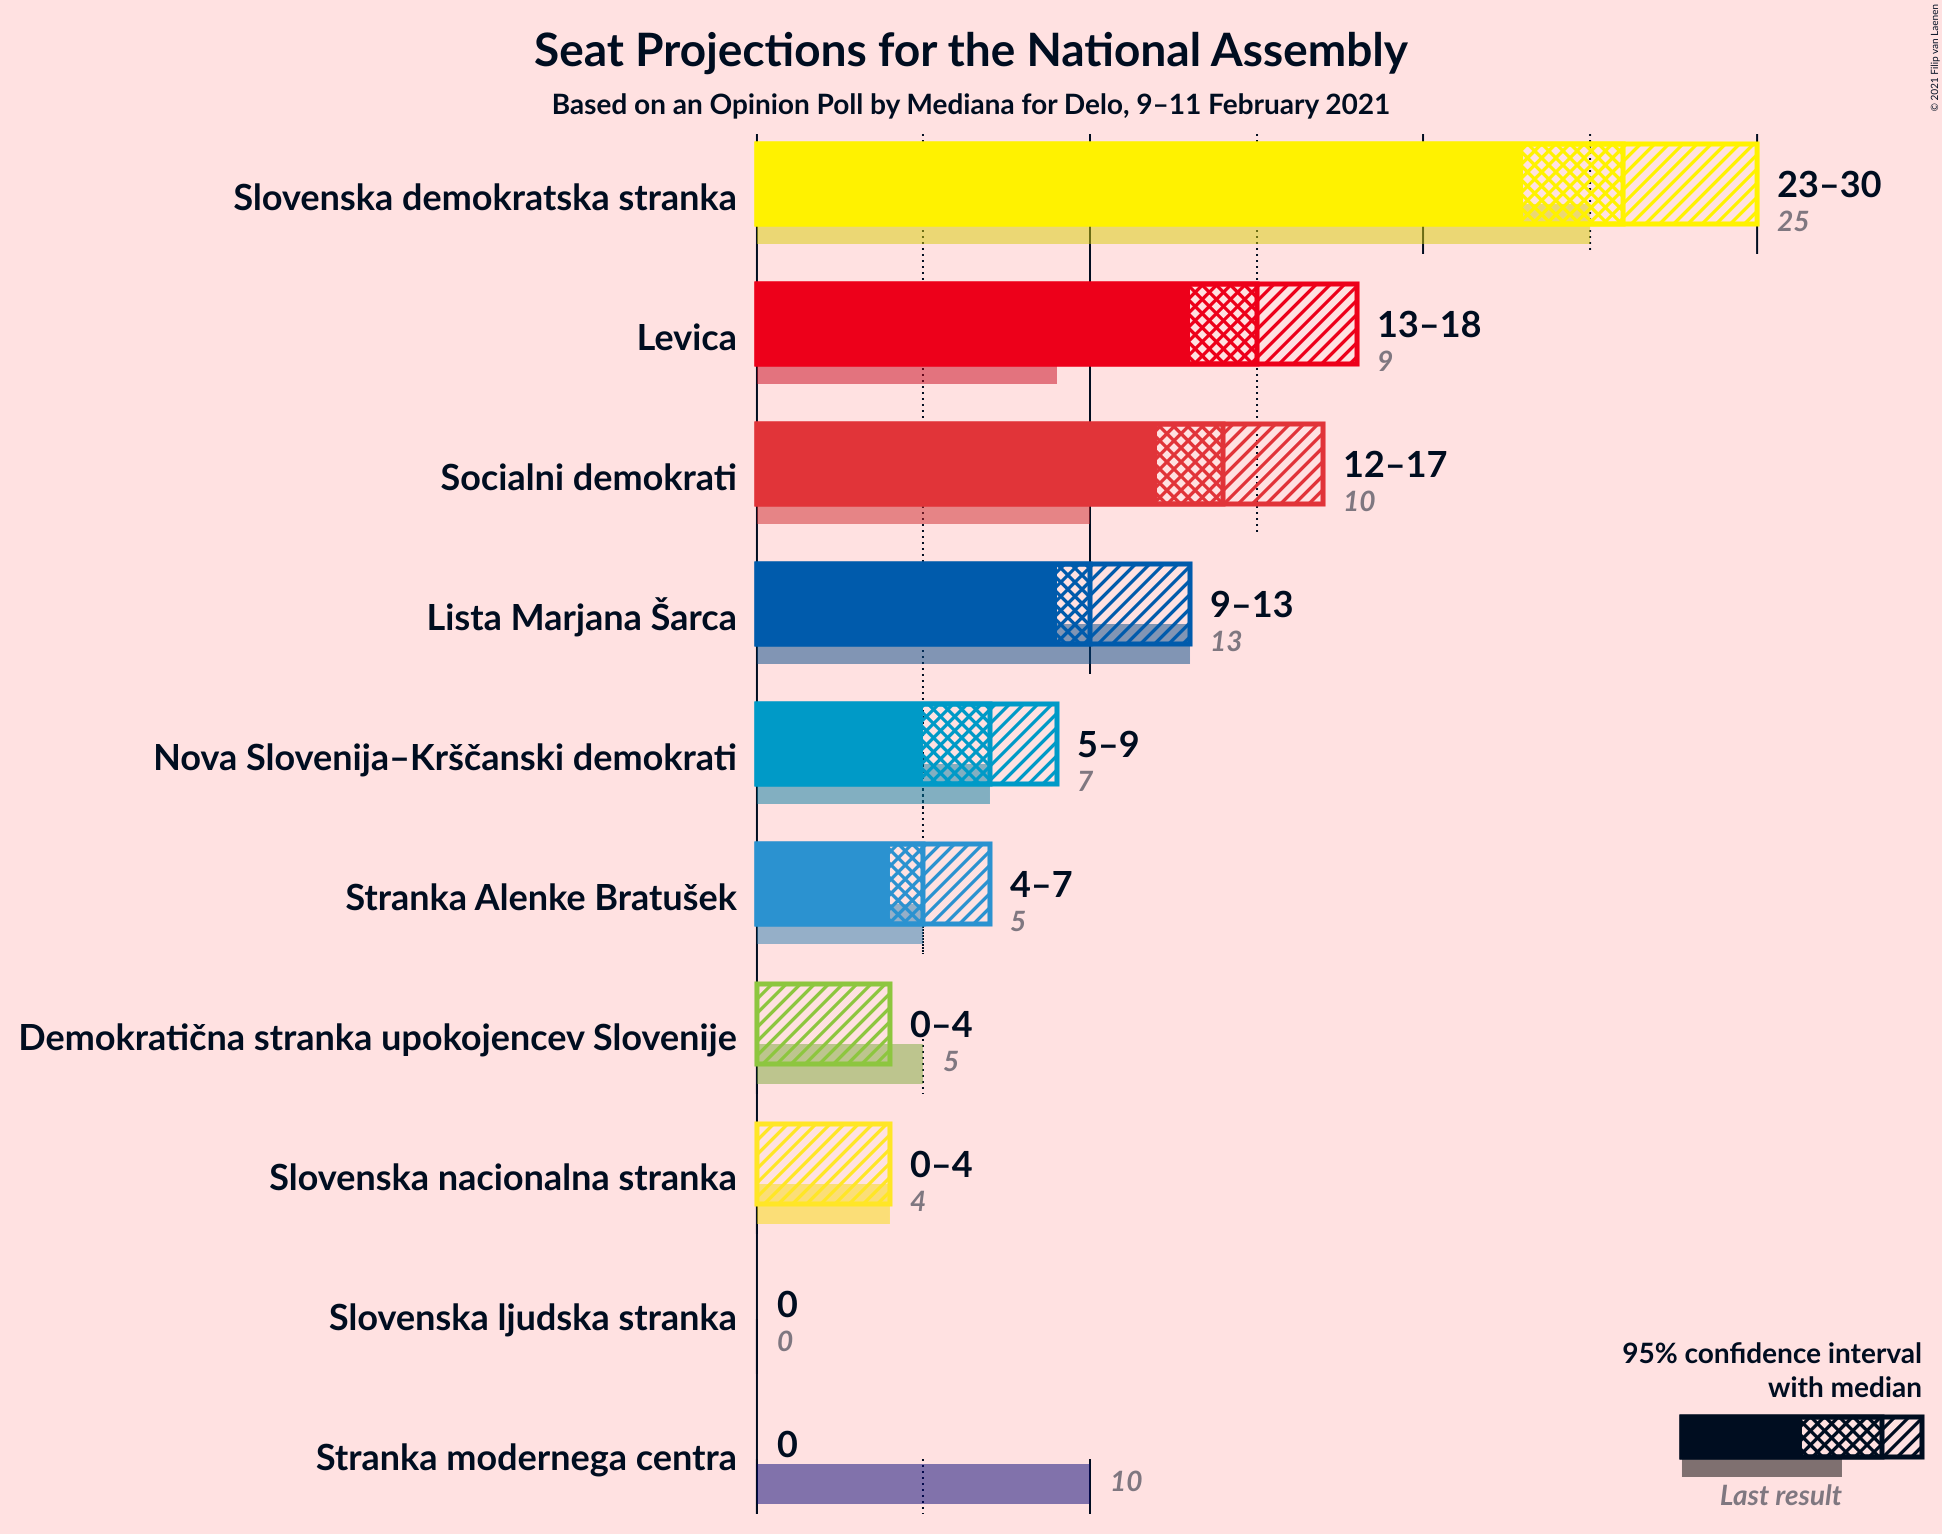 Seat Projections for the National Assembly
Based on an Opinion Poll by Mediana for Delo, 9–11 February 2021
© 2021 Filip van Laenen
Slovenska demokratska stranka
23–30
25
Levica
13–18
9
Socialni demokrati
12–17
10
Lista Marjana Šarca
9–13
13
Nova Slovenija–Krščanski demokrati
5–9
7
Stranka Alenke Bratušek
4–7
5
Demokratična stranka upokojencev Slovenije
0–4
5
Slovenska nacionalna stranka
0–4
4
Slovenska ljudska stranka
0
0
Stranka modernega centra
0
10
95% confidence interval
with median
Last result